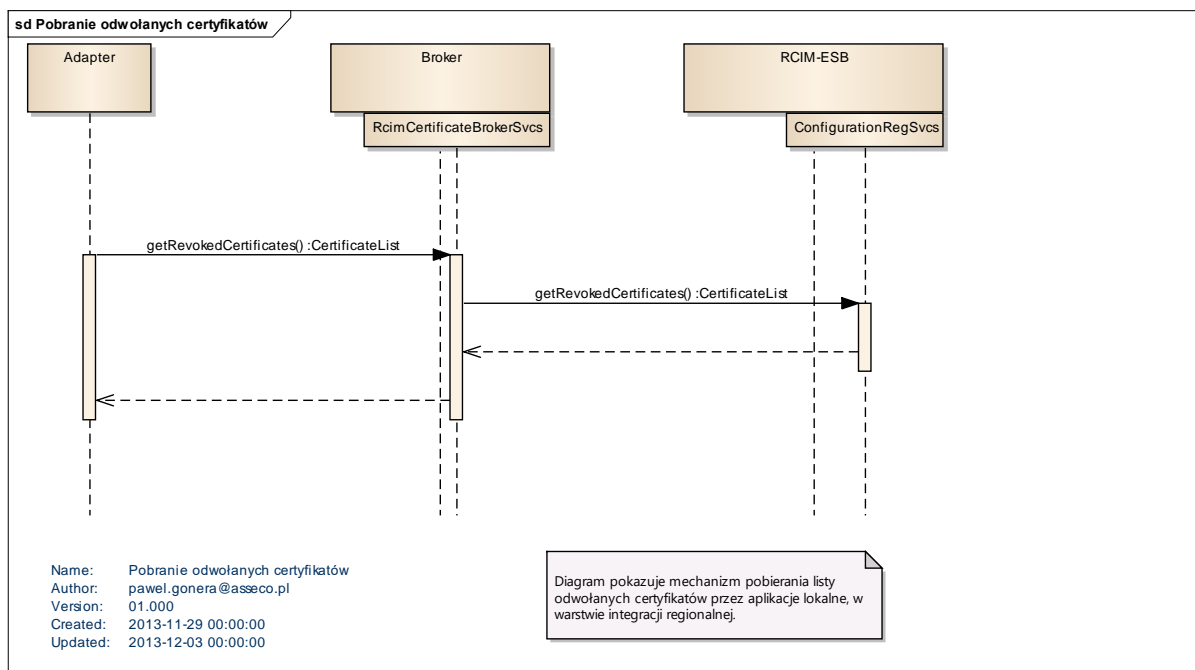 sd Pobranie odwołanych certyfikatów
Adapter
Broker
RCIM-ESB
RcimCertificateBrokerSvcs
ConfigurationRegSvcs
getRevokedCertificates() :CertificateList
getRevokedCertificates() :CertificateList
Name: Pobranie odwołanych certyfikatów
Author: pawel.gonera@asseco.pl
Version: 01.000
Created: 2013-11-29 00:00:00
Updated: 2013-12-03 00:00:00
Diagram pokazuje mechanizm pobierania listy
odwołanych certyfikatów przez aplikacje lokalne, w
warstwie integracji regionalnej.